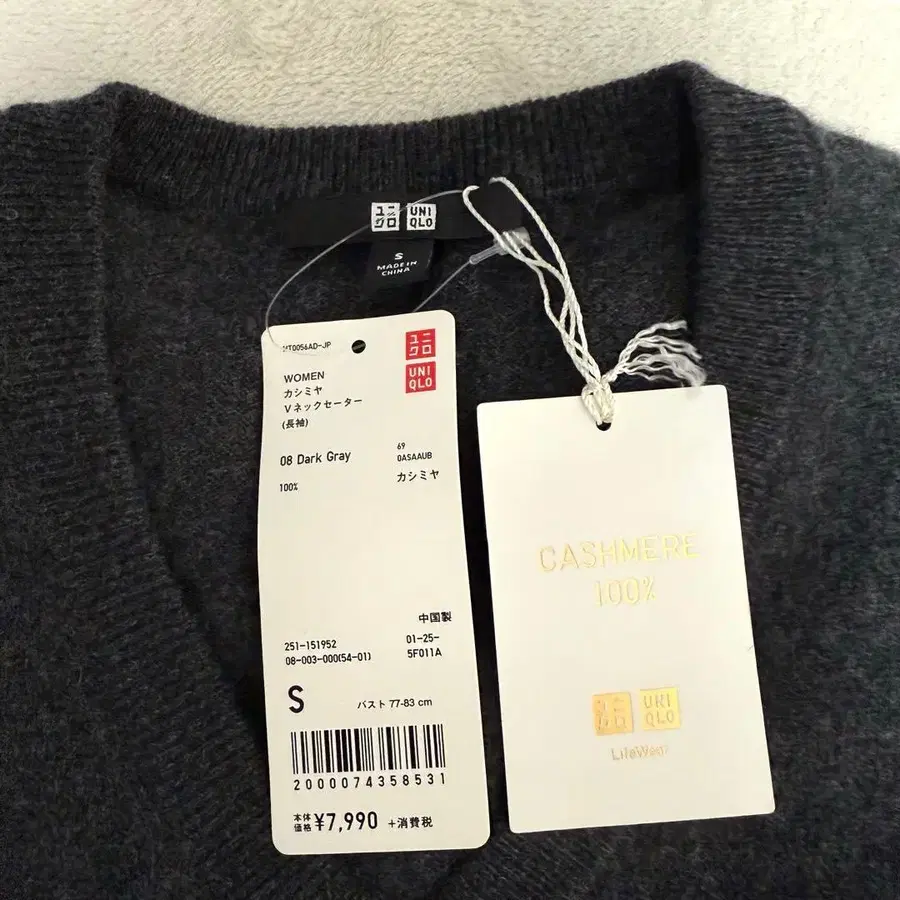 ユニクロ UNIQLO
S
MADE IN
CHINA
YT0056AD-JP
ユニクロ
UNIQLO
WOMEN
カシミヤ
Vネックセーター
(長袖)
08 Dark Gray
69
0ASAAUB
100%
カシミヤ
中国製
251-151952
01-25-
08-003-000(54-01)
5F011A
S
バスト 77-83 cm
2000074358531
本体価格 ¥7,990 +消費税
CASHMERE
100%
ユニクロ UNIQLO
LifeWear